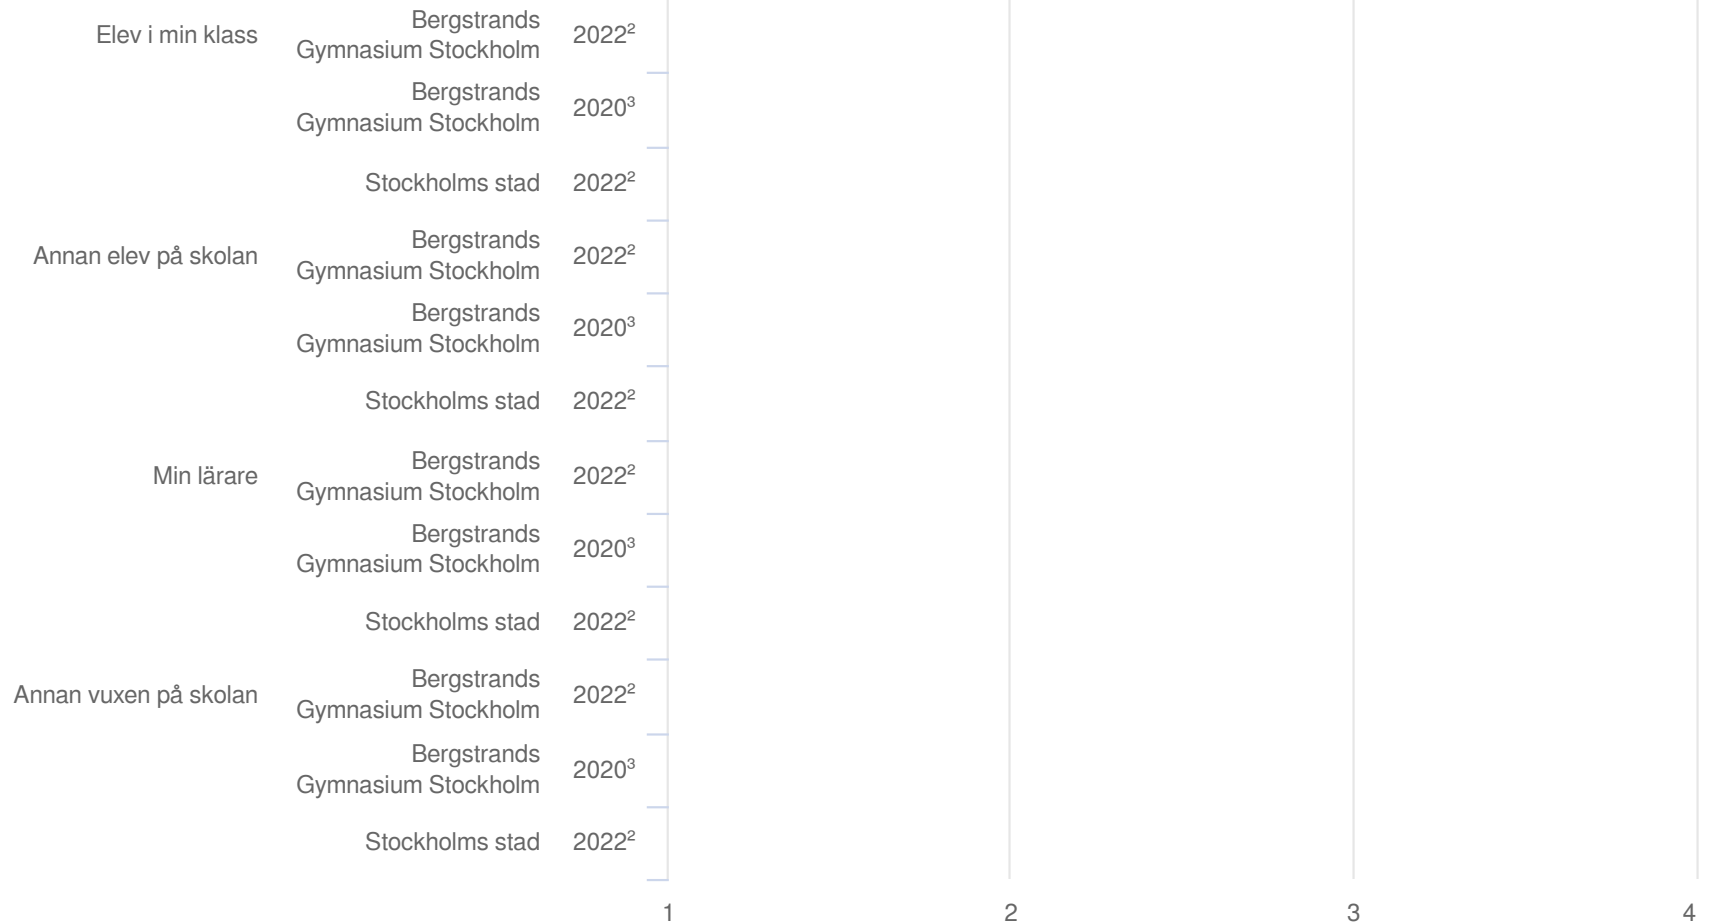 Elev i min klass
Bergstrands
Gymnasium Stockholm
2022²
Bergstrands
Gymnasium Stockholm
2020³
Stockholms stad
2022²
Annan elev på skolan
Bergstrands
Gymnasium Stockholm
2022²
Bergstrands
Gymnasium Stockholm
2020³
Stockholms stad
2022²
Min lärare
Bergstrands
Gymnasium Stockholm
2022²
Bergstrands
Gymnasium Stockholm
2020³
Stockholms stad
2022²
Annan vuxen på skolan
Bergstrands
Gymnasium Stockholm
2022²
Bergstrands
Gymnasium Stockholm
2020³
Stockholms stad
2022²
1 2 3 4